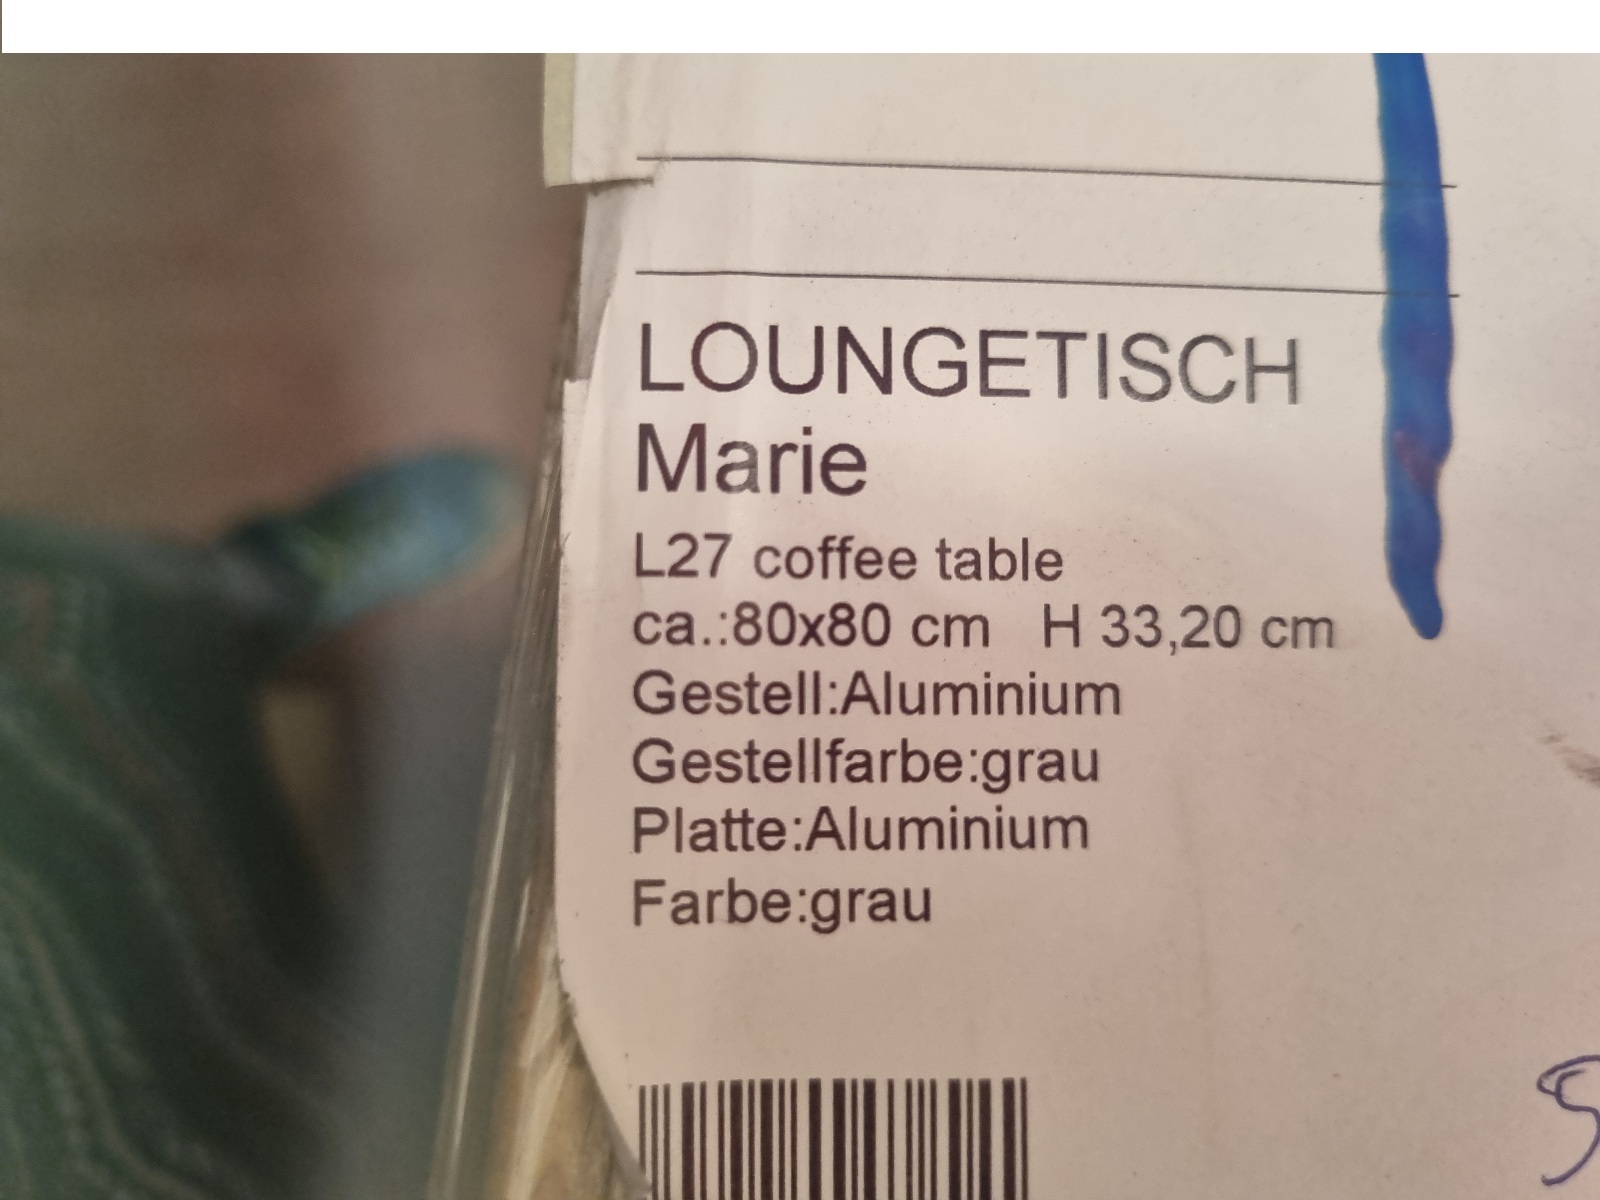 LOUNGETISCH
Marie
L27 coffee table
ca.:80x80 cm H 33,20 cm
Gestell:Aluminium
Gestellfarbe:grau
Platte:Aluminium
Farbe:grau